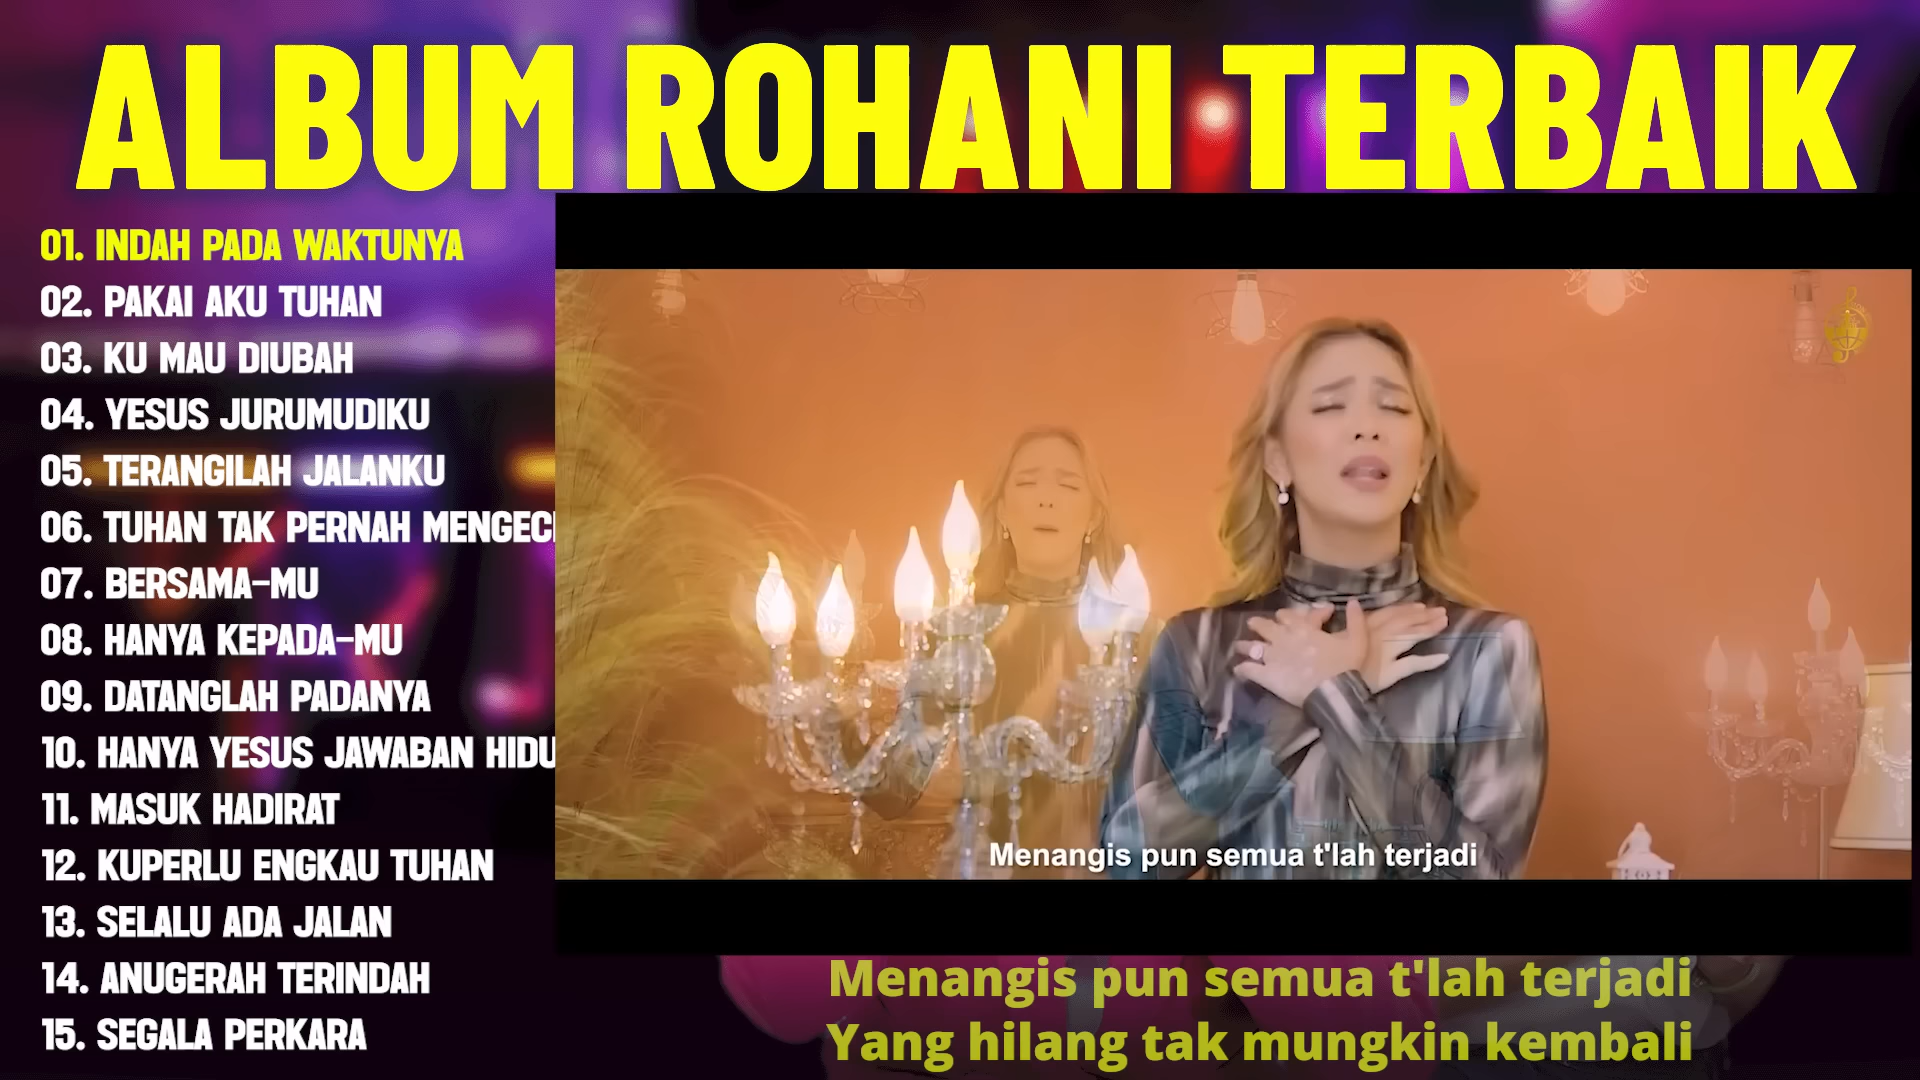 ALBUM ROHANI TERBAIK
01. INDAH PADA WAKTUNYA
02. PAKAI AKU TUHAN
03. KU MAU DIUBAH
04. YESUS JURUMUDIKU
05. TERANGILAH JALANKU
06. TUHAN TAK PERNAH
07. BERSAMA-MU
08. HANYA KEPADA-MU
09. DATANGLAH PADANYA
10. HANYA YESUS JAWABAN HIDU
11. MASUK HADIRAT
12. KUPERLU ENGKAU TUHAN
13. SELALU ADA JALAN
14. ANUGERAH TERINDAH
15. SEGALA PERKARA
Menangis pun semua t'lah terjadi
Menangis pun semua t'lah terjadi
Yang hilang tak mungkin kembali